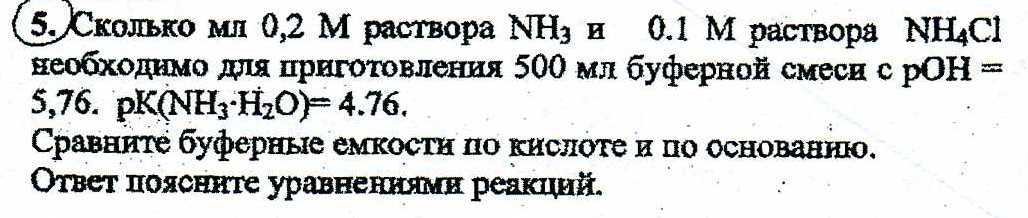 5. Сколько мл 0,2 М раствора NH₃ и 0.1 М раствора NH₄Cl
необходимо для приготовления 500 мл буферной смеси с pOH =
5,76. pK(NH₃·H₂O)= 4.76.
Сравните буферные емкости по кислоте и по основанию.
Ответ поясните уравнениями реакций.